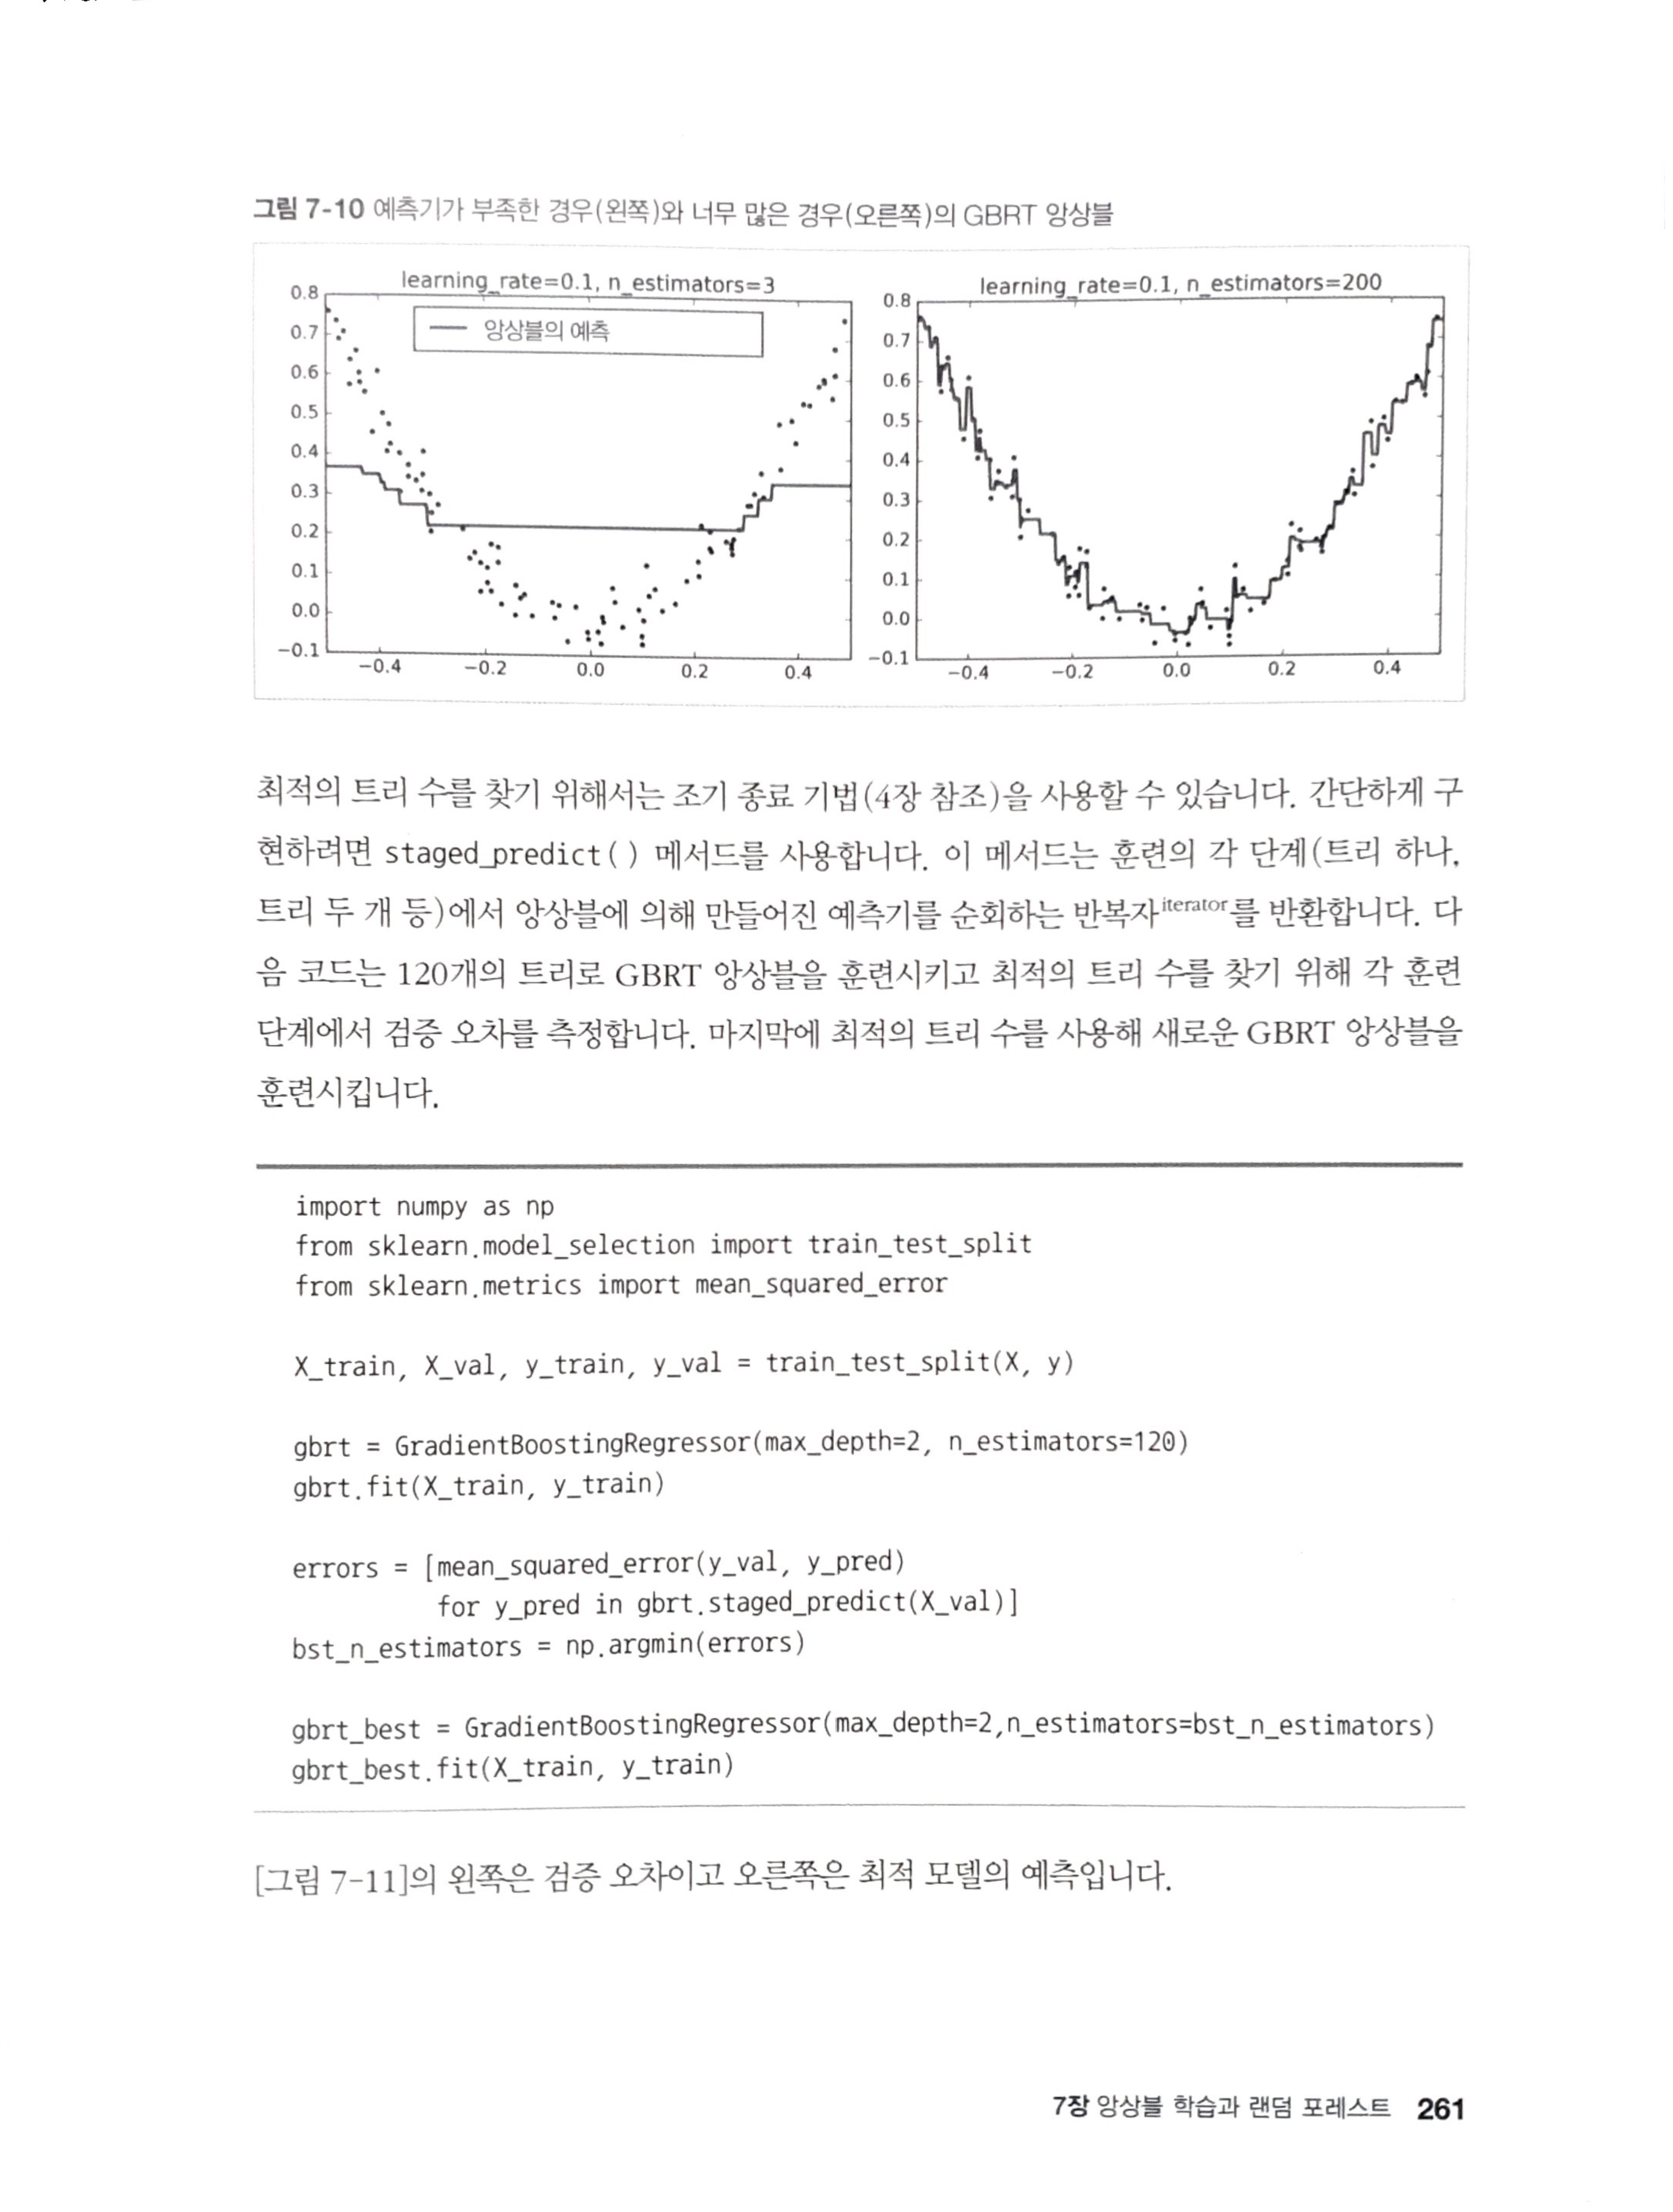 그림 7-10 예측기가 부족한 경우(왼쪽)와 너무 많은 경우(오른쪽)의 GBRT 앙상블
learning_rate=0.1, n_estimators=3
앙상블의 예측
0.8
0.7
0.6
0.5
0.4
0.3
0.2
0.1
0.0
−0.1
−0.4 −0.2 0.0 0.2 0.4
learning_rate=0.1, n_estimators=200
0.8
0.7
0.6
0.5
0.4
0.3
0.2
0.1
0.0
−0.1
−0.4 −0.2 0.0 0.2 0.4
최적의 트리 수를 찾기 위해서는 조기 종료 기법(4장 참조)을 사용할 수 있습니다. 간단하게 구
현하려면 staged_predict() 메서드를 사용합니다. 이 메서드는 훈련의 각 단계(트리 하나,
트리 두 개 등)에서 앙상블에 의해 만들어진 예측기를 순회하는 반복자iterator를 반환합니다. 다
음 코드는 120개의 트리로 GBRT 앙상블을 훈련시키고 최적의 트리 수를 찾기 위해 각 훈련
단계에서 검증 오차를 측정합니다. 마지막에 최적의 트리 수를 사용해 새로운 GBRT 앙상블을
훈련시킵니다.
import numpy as np
from sklearn.model_selection import train_test_split
from sklearn.metrics import mean_squared_error
X_train, X_val, y_train, y_val = train_test_split(X, y)
gbrt = GradientBoostingRegressor(max_depth=2, n_estimators=120)
gbrt.fit(X_train, y_train)
errors = [mean_squared_error(y_val, y_pred)
for y_pred in gbrt.staged_predict(X_val)]
bst_n_estimators = np.argmin(errors)
gbrt_best = GradientBoostingRegressor(max_depth=2,n_estimators=bst_n_estimators)
gbrt_best.fit(X_train, y_train)
[그림 7-11]의 왼쪽은 검증 오차이고 오른쪽은 최적 모델의 예측입니다.
7장 앙상블 학습과 랜덤 포레스트 261